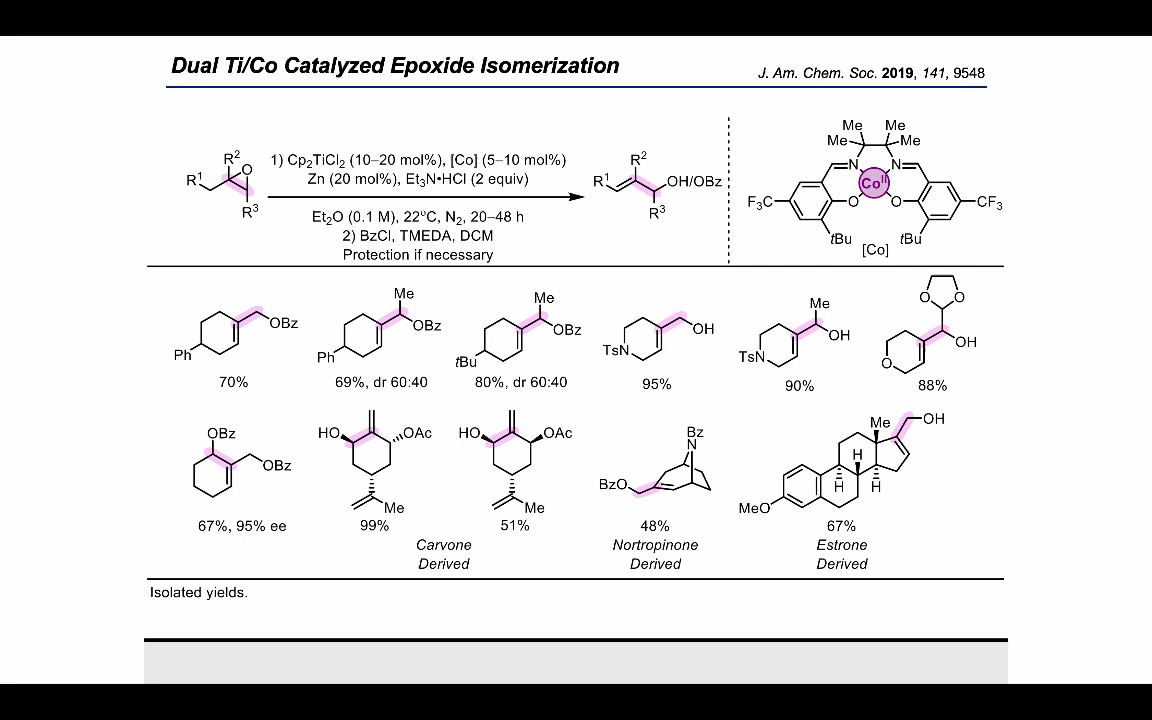 Dual Ti/Co Catalyzed Epoxide Isomerization
J. Am. Chem. Soc. 2019, 141, 9548
R1
R2
O
R3
1) Cp2TiCl2 (10–20 mol%), [Co] (5–10 mol%)
Zn (20 mol%), Et3N•HCl (2 equiv)
Et2O (0.1 M), 22°C, N2, 20–48 h
2) BzCl, TMEDA, DCM
Protection if necessary
R1
R2
OH/OBz
R3
Me Me
Me Me
N N
CoII
O O
F3C CF3
tBu tBu
[Co]
OBz
Ph
70%
Me
OBz
Ph
69%, dr 60:40
Me
OBz
tBu
80%, dr 60:40
OH
TsN
95%
Me
OH
TsN
90%
O O
OH
O
88%
OBz
OBz
67%, 95% ee
HO OAc
Me
99%
HO OAc
Me
51%
Carvone
Derived
Bz
N
BzO
48%
Nortropinone
Derived
Me OH
H
H H
MeO
67%
Estrone
Derived
Isolated yields.